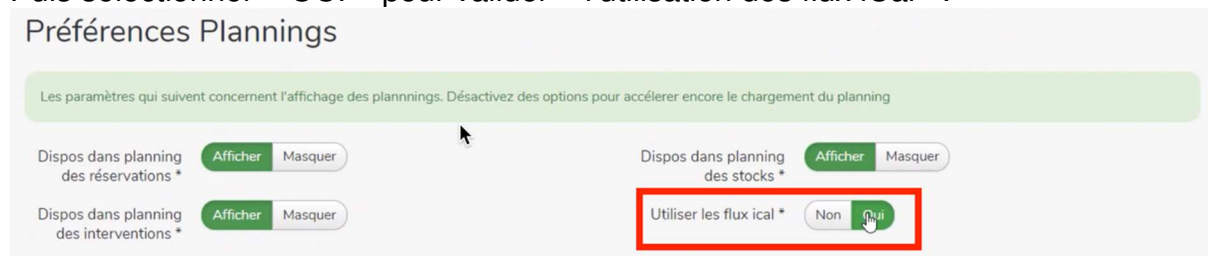 Préférences Plannings
Les paramètres qui suivent concernent l'affichage des plannnings. Désactivez des options pour accélerer encore le chargement du planning
Dispos dans planning des réservations * Afficher Masquer
Dispos dans planning des stocks * Afficher Masquer
Dispos dans planning des interventions * Afficher Masquer
Utiliser les flux ical * Non Oui